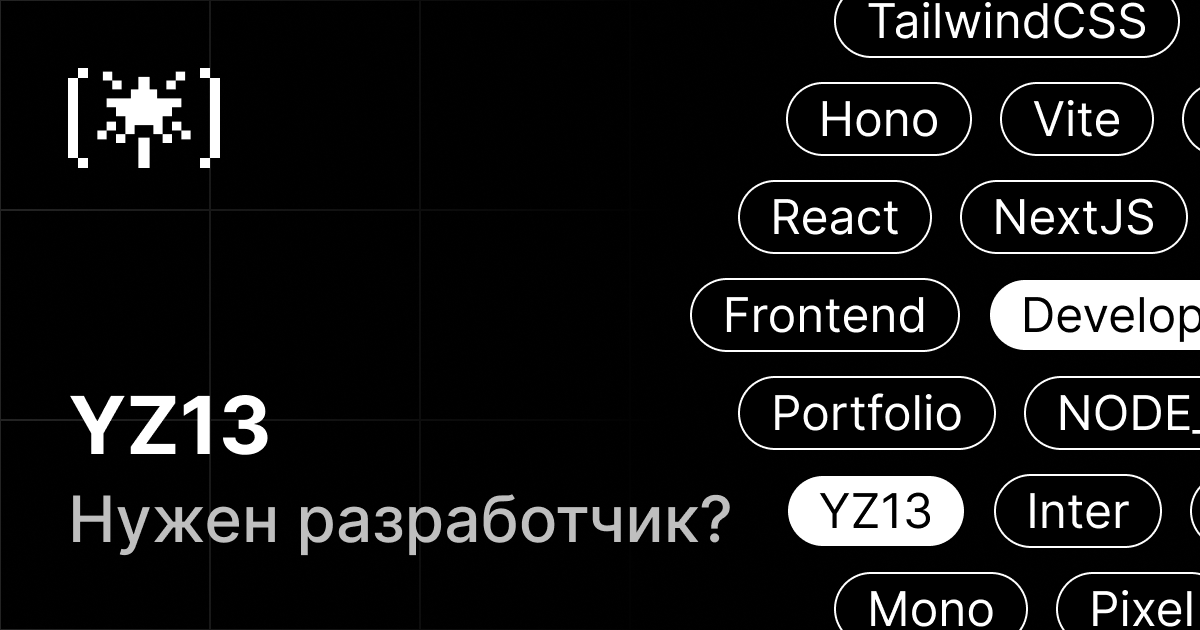 TailwindCSS
Hono Vite
React NextJS
Frontend Develop
YZ13
Portfolio NODE_
Нужен разработчик?
YZ13 Inter
Mono Pixel